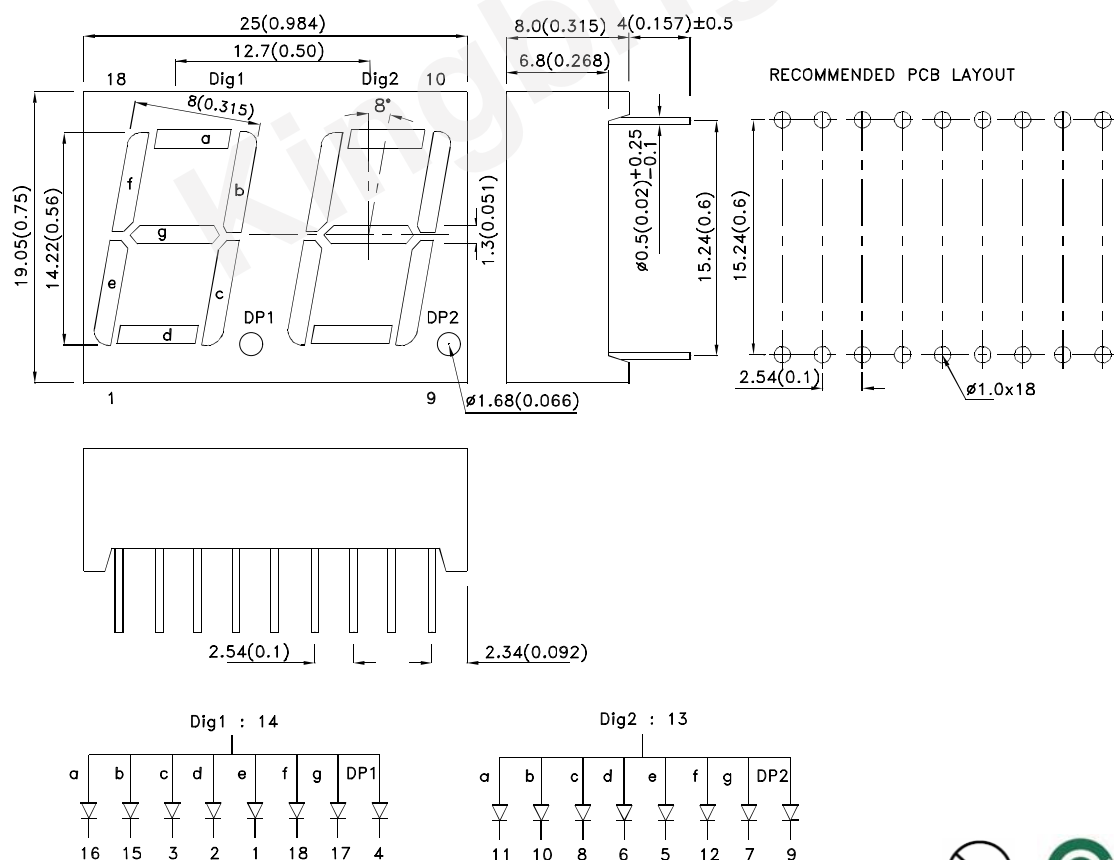 25(0.984)
8.0(0.315) 4(0.157)±0.5
12.7(0.50)
6.8(0.268)
18 Dig1 Dig2 10
RECOMMENDED PCB LAYOUT
8(0.315)
8°
a
f
b
g
e
c
d
19.05(0.75)
14.22(0.56)
1.3(0.051)
DP1 DP2
ø0.5(0.02)+0.25 -0.1
15.24(0.6)
15.24(0.6)
2.54(0.1)
ø1.0x18
1 9
ø1.68(0.066)
2.54(0.1)
2.34(0.092)
Dig1 : 14
a b c d e f g DP1
16 15 3 2 1 18 17 4
Dig2 : 13
a b c d e f g DP2
11 10 8 6 5 12 7 9